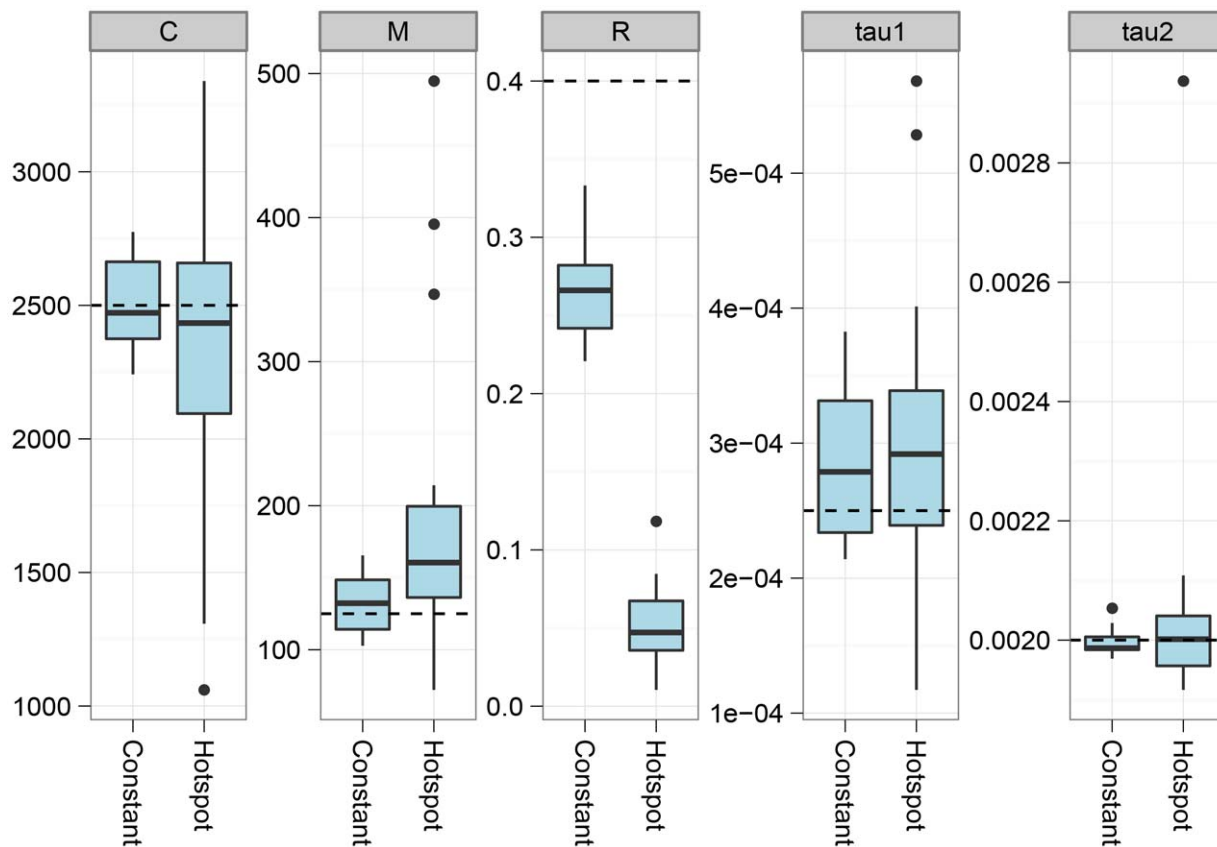 C
M
R
tau1
tau2
3000
2500
2000
1500
1000
500
400
300
200
100
0.4
0.3
0.2
0.1
0.0
5e−04
4e−04
3e−04
2e−04
1e−04
0.0028
0.0026
0.0024
0.0022
0.0020
Constant
Hotspot
Constant
Hotspot
Constant
Hotspot
Constant
Hotspot
Constant
Hotspot